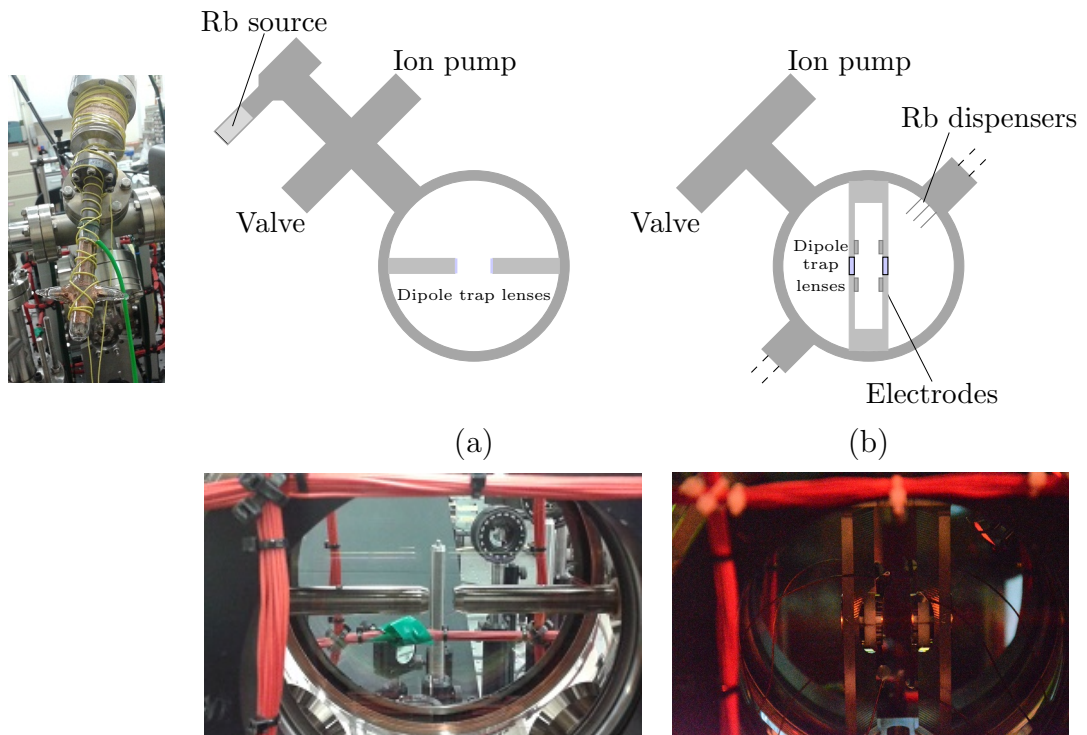 Rb source
Ion pump
Valve
Dipole trap lenses
(a)
Ion pump
Rb dispensers
Valve
Dipole
trap
lenses
Electrodes
(b)